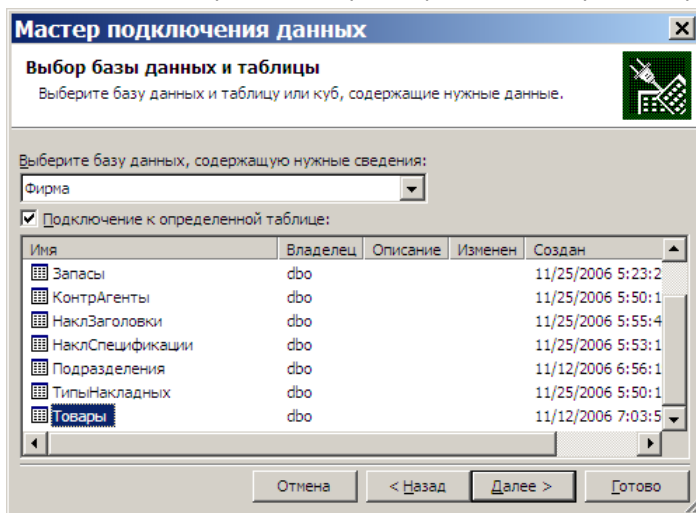 Мастер подключения данных
Выбор базы данных и таблицы
Выберите базу данных и таблицу или куб, содержащие нужные данные.
Выберите базу данных, содержащую нужные сведения:
Фирма
Подключение к определенной таблице:
Имя Владелец Описание Изменен Создан
Запасы dbo 11/25/2006 5:23:2
КонтрАгенты dbo 11/25/2006 5:50:1
НаклЗаголовки dbo 11/25/2006 5:55:4
НаклСпецификации dbo 11/25/2006 5:53:1
Подразделения dbo 11/12/2006 6:56:1
ТипыНакладных dbo 11/25/2006 5:50:1
Товары dbo 11/12/2006 7:03:5
Отмена < Назад Далее > Готово